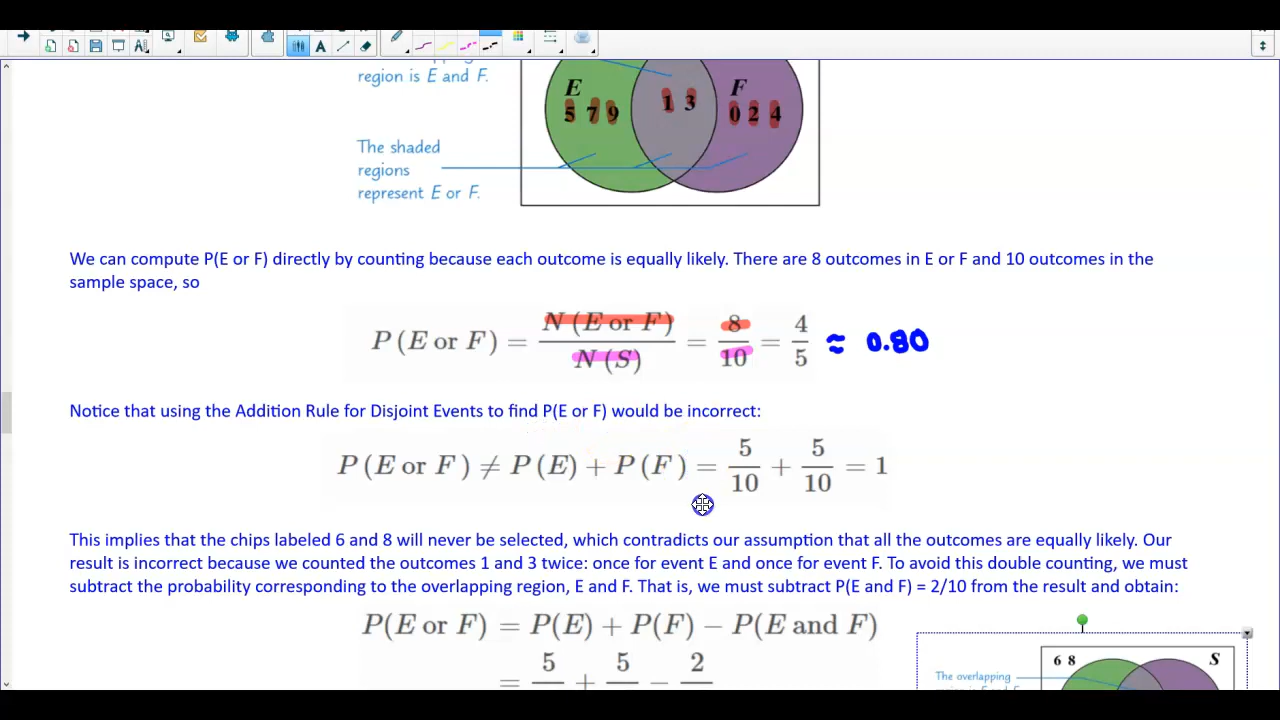 region is E and F.
E
F
5 7 9
1 3
0 2 4
The shaded
regions
represent E or F.
We can compute P(E or F) directly by counting because each outcome is equally likely. There are 8 outcomes in E or F and 10 outcomes in the
sample space, so
P (E or F) = N (E or F) / N (S) = 8/10 = 4/5 ≈ 0.80
Notice that using the Addition Rule for Disjoint Events to find P(E or F) would be incorrect:
P (E or F) ≠ P (E) + P (F) = 5/10 + 5/10 = 1
This implies that the chips labeled 6 and 8 will never be selected, which contradicts our assumption that all the outcomes are equally likely. Our
result is incorrect because we counted the outcomes 1 and 3 twice: once for event E and once for event F. To avoid this double counting, we must
subtract the probability corresponding to the overlapping region, E and F. That is, we must subtract P(E and F) = 2/10 from the result and obtain:
P(E or F) = P(E) + P(F) − P(E and F)
= 5 + 5 − 2
6 8
S
The overlapping